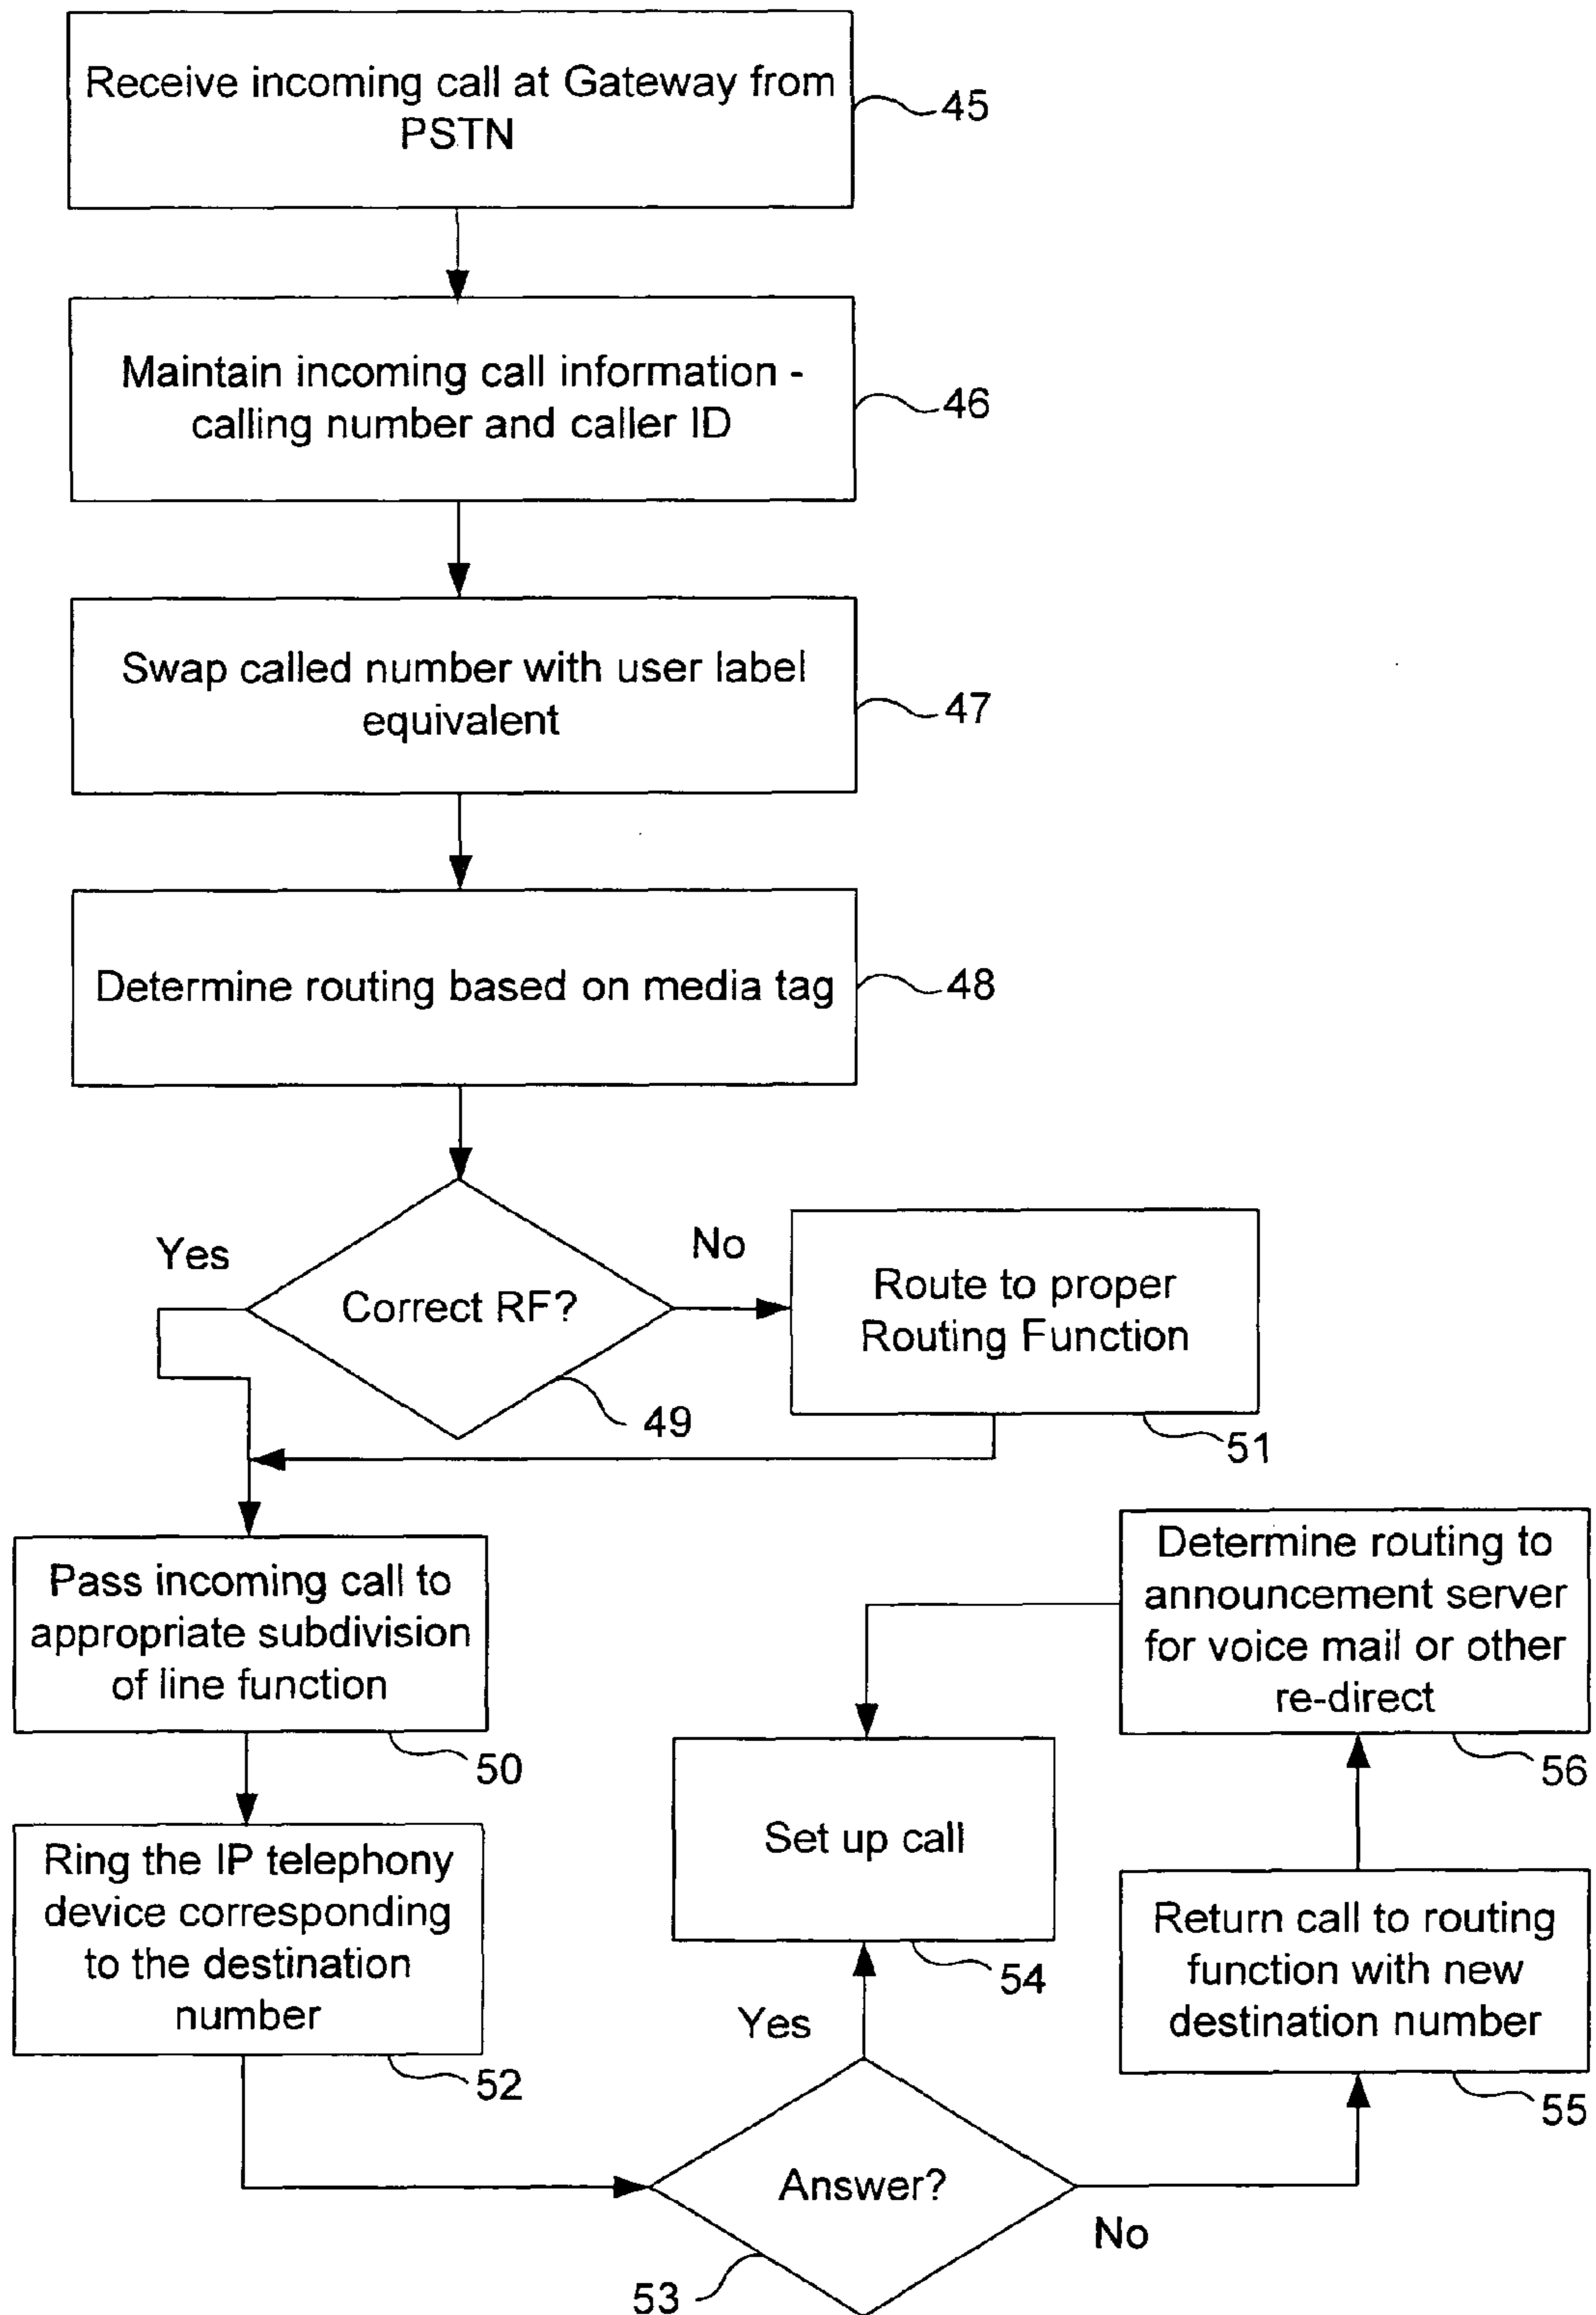 Receive incoming call at Gateway from
PSTN
45
Maintain incoming call information -
calling number and caller ID
46
Swap called number with user label
equivalent
47
Determine routing based on media tag
48
Yes
Correct RF?
No
49
Route to proper
Routing Function
51
Pass incoming call to
appropriate subdivision
of line function
50
Determine routing to
announcement server
for voice mail or other
re-direct
56
Set up call
54
Ring the IP telephony
device corresponding
to the destination
number
52
Return call to routing
function with new
destination number
55
Yes
Answer?
No
53